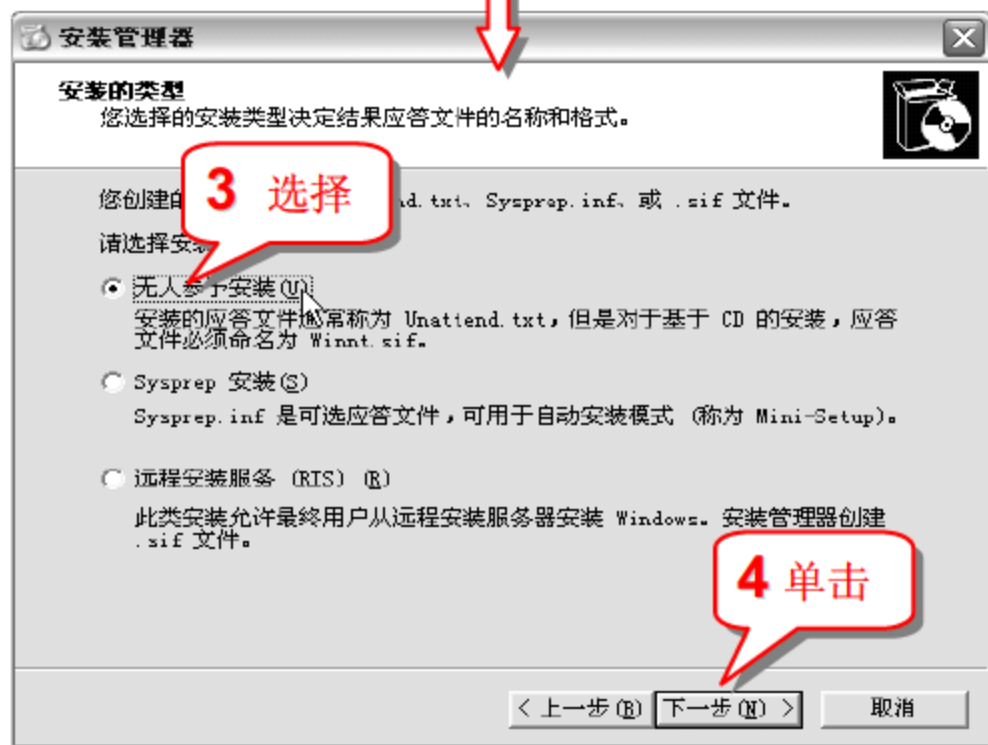 安装管理器
安装的类型
您选择的安装类型决定结果应答文件的名称和格式。
3 选择
您创建的 d.txt、Sysprep.inf、或 .sif 文件。
请选择安装
无人参予安装(U)
安装的应答文件通常称为 Unattend.txt，但是对于基于 CD 的安装，应答
文件必须命名为 Winnt.sif。
Sysprep 安装(S)
Sysprep.inf 是可选应答文件，可用于自动安装模式 (称为 Mini-Setup)。
远程安装服务 (RIS) (R)
此类安装允许最终用户从远程安装服务器安装 Windows。安装管理器创建
.sif 文件。
4 单击
< 上一步(B) 下一步(N) > 取消